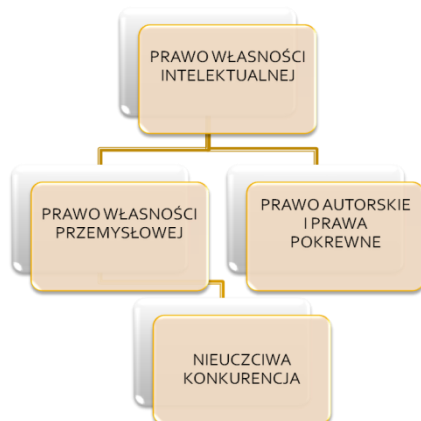 PRAWO WŁASNOŚCI
INTELEKTUALNEJ
PRAWO WŁASNOŚCI
PRZEMYSŁOWEJ
PRAWO AUTORSKIE
I PRAWA
POKREWNE
NIEUCZCIWA
KONKURENCJA